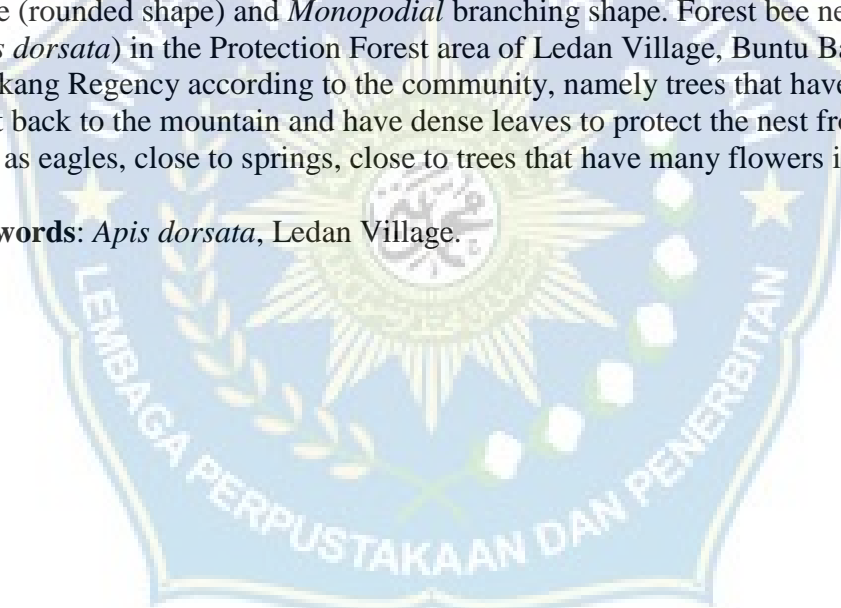 e (rounded shape) and Monopodial branching shape. Forest bee ne
s dorsata) in the Protection Forest area of Ledan Village, Buntu Ba
kang Regency according to the community, namely trees that have
t back to the mountain and have dense leaves to protect the nest fro
as eagles, close to springs, close to trees that have many flowers i
words: Apis dorsata, Ledan Village.
LEMBAGA PERPUSTAKAAN DAN PENERBITAN